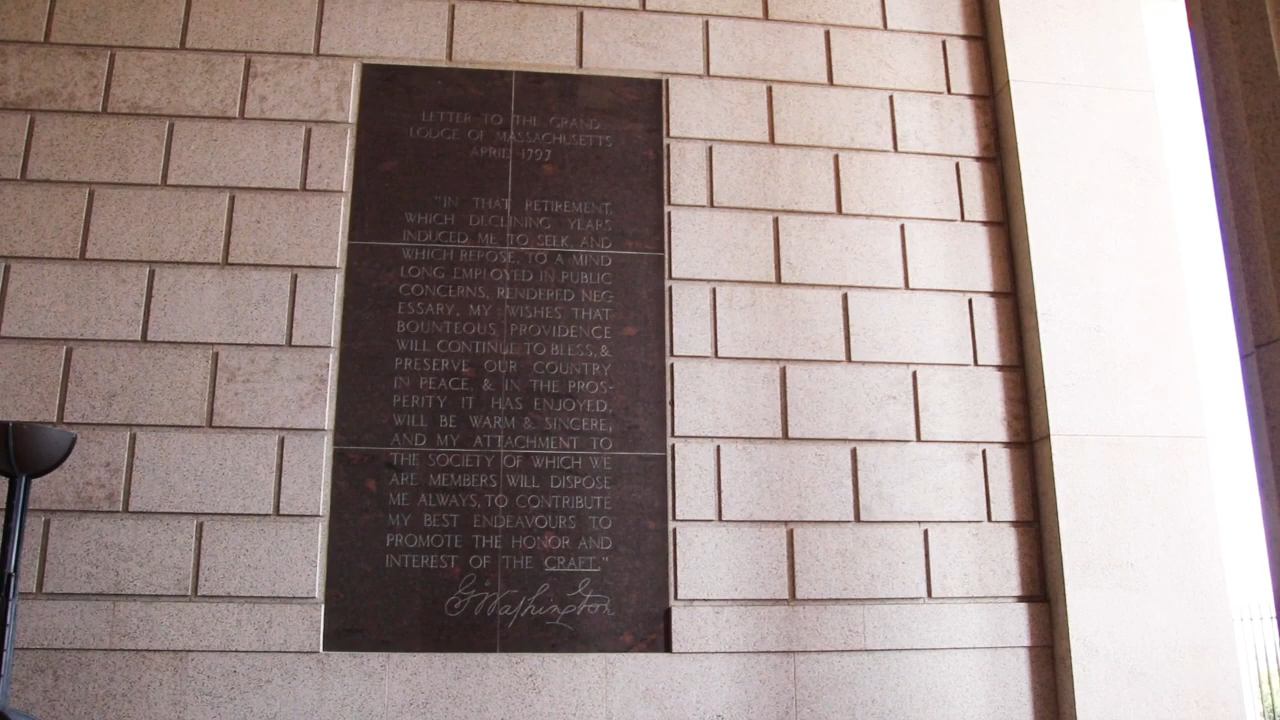 LETTER TO THE GRAND
LODGE OF MASSACHUSETTS
APRIL 1797
"IN THAT RETIREMENT,
WHICH DECLINING YEARS
INDUCED ME TO SEEK, AND
WHICH REPOSE, TO A MIND
LONG EMPLOYED IN PUBLIC
CONCERNS, RENDERED NEC
ESSARY, MY WISHES THAT
BOUNTEOUS PROVIDENCE
WILL CONTINUE TO BLESS, &
PRESERVE OUR COUNTRY
IN PEACE, & IN THE PROS-
PERITY IT HAS ENJOYED,
WILL BE WARM & SINCERE,
AND MY ATTACHMENT TO
THE SOCIETY OF WHICH WE
ARE MEMBERS WILL DISPOSE
ME ALWAYS, TO CONTRIBUTE
MY BEST ENDEAVOURS TO
PROMOTE THE HONOR AND
INTEREST OF THE CRAFT."
G Washington